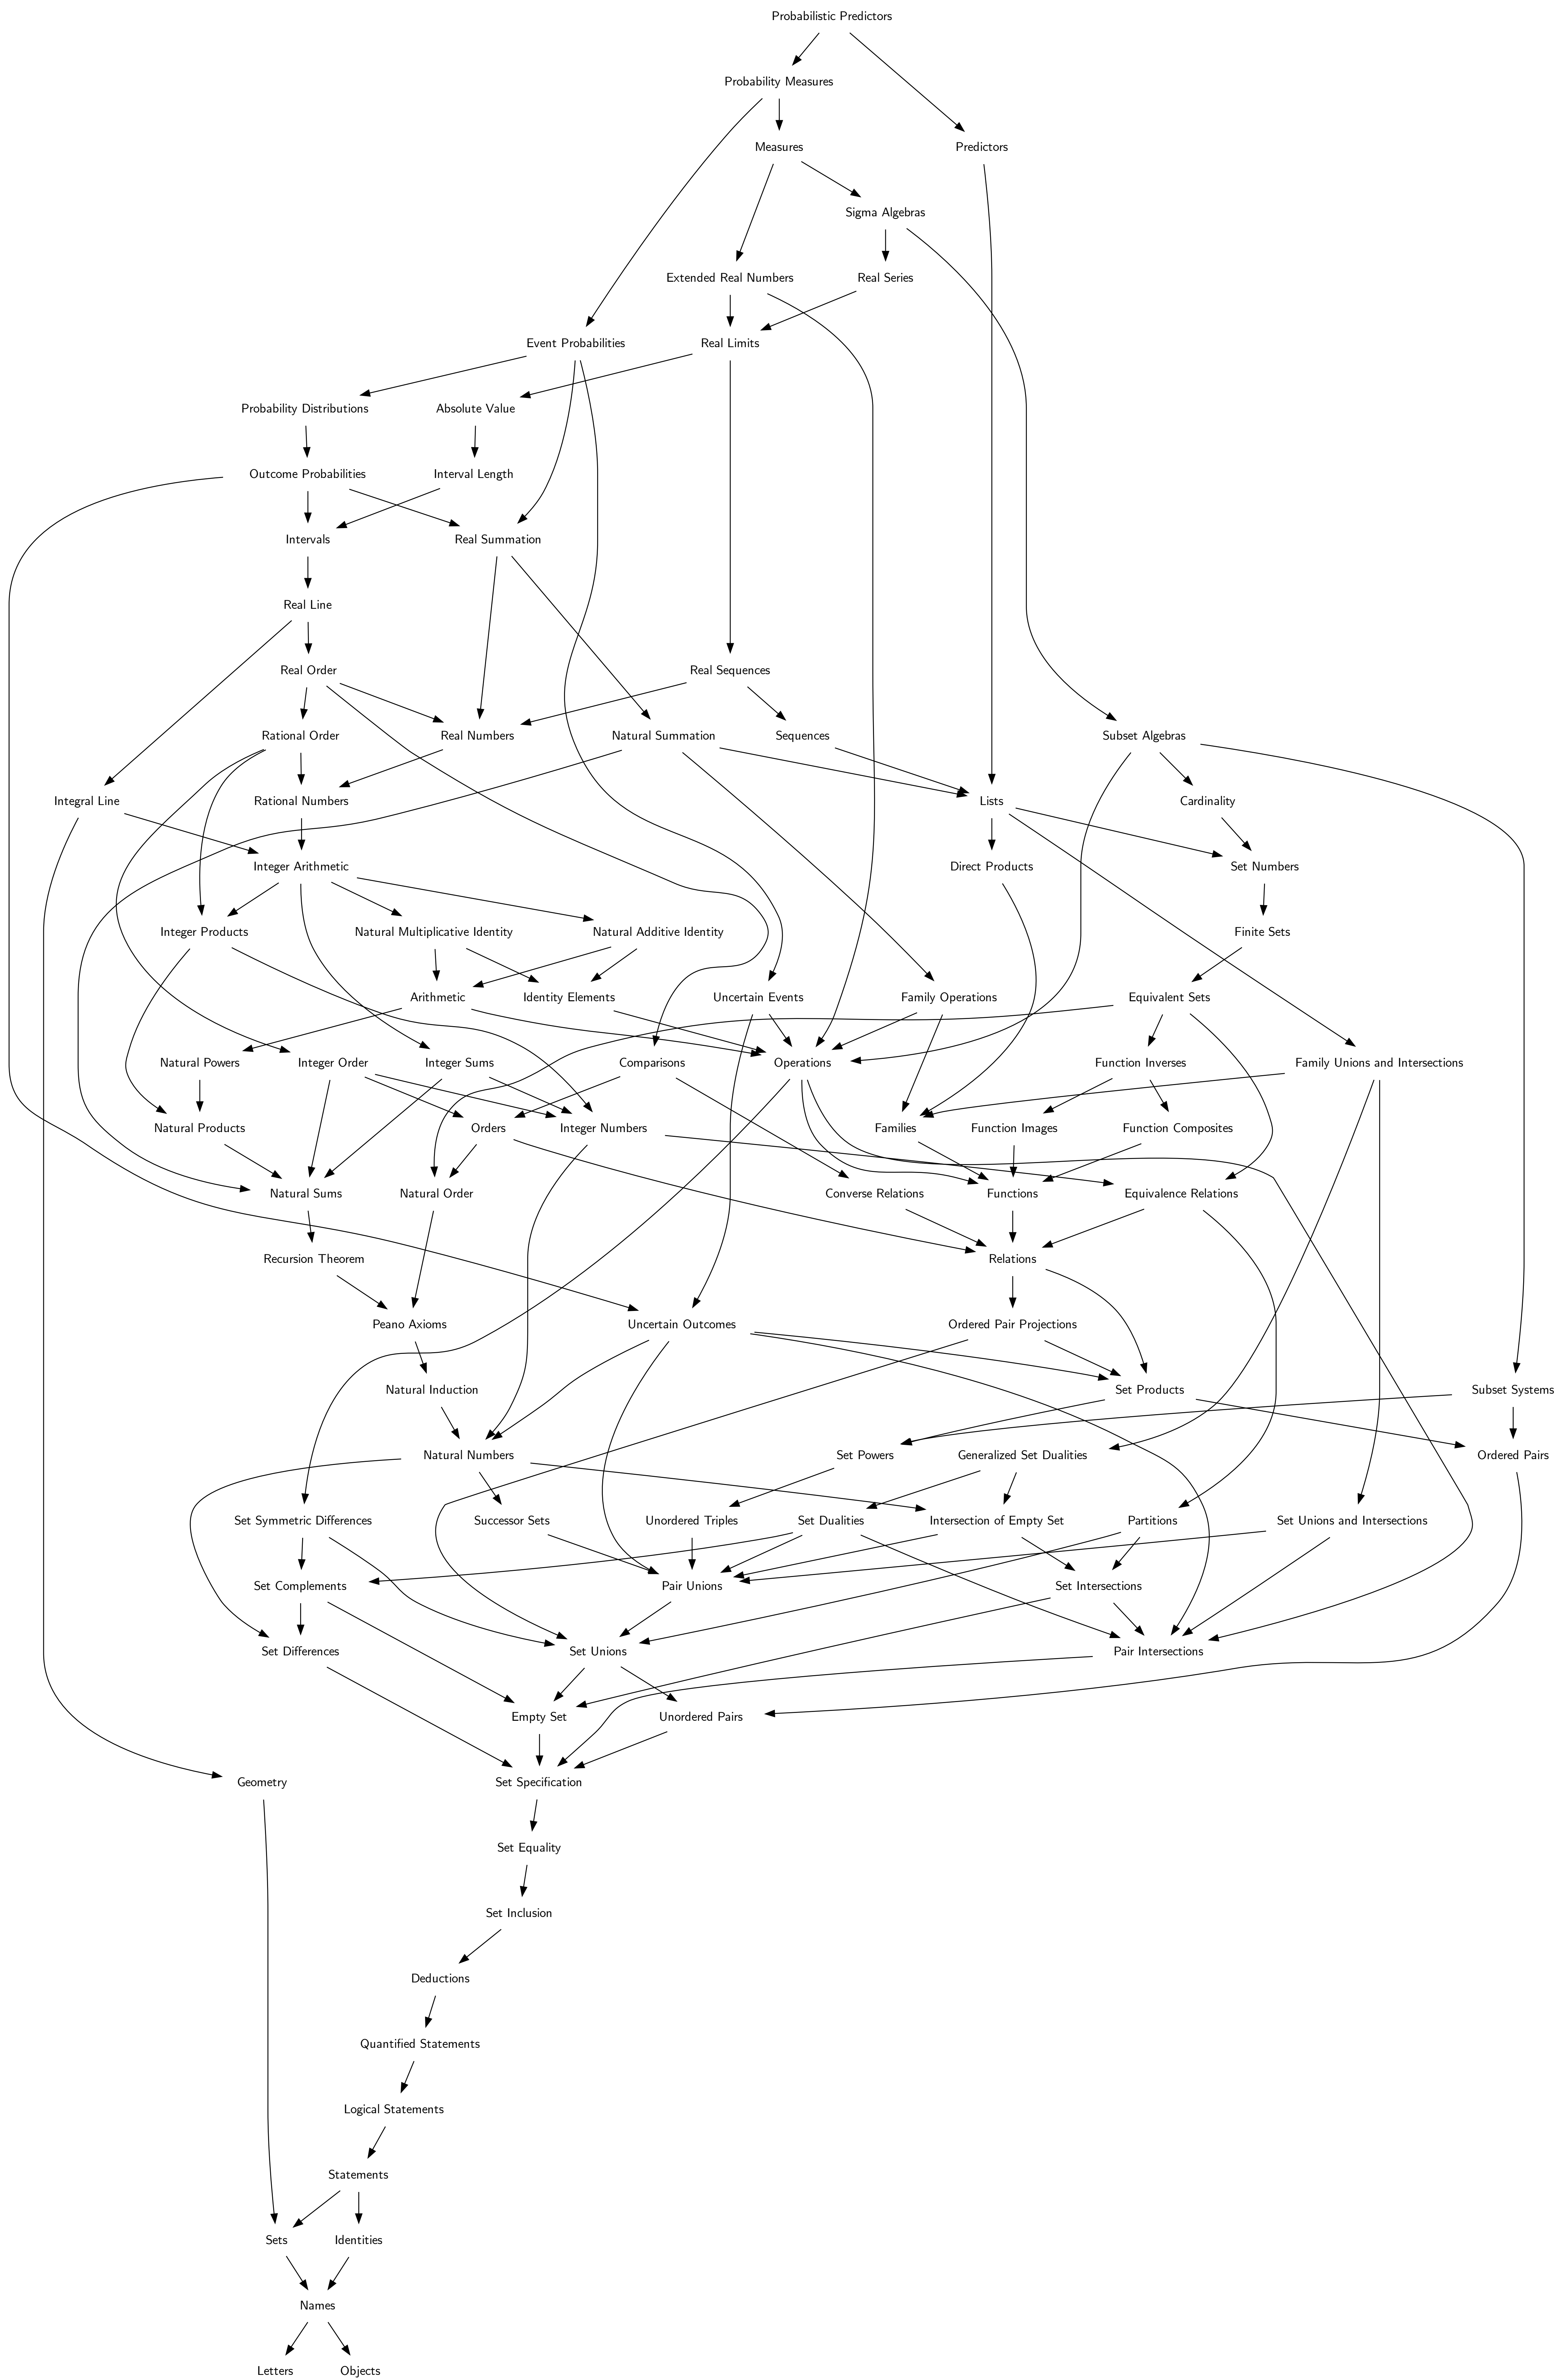 Probabilistic Predictors
Probability Measures
Measures
Predictors
Sigma Algebras
Extended Real Numbers
Real Series
Event Probabilities
Real Limits
Probability Distributions
Absolute Value
Outcome Probabilities
Interval Length
Intervals
Real Summation
Real Line
Real Order
Real Sequences
Rational Order
Real Numbers
Natural Summation
Sequences
Subset Algebras
Integral Line
Rational Numbers
Lists
Cardinality
Integer Arithmetic
Direct Products
Set Numbers
Integer Products
Natural Multiplicative Identity
Natural Additive Identity
Finite Sets
Arithmetic
Identity Elements
Uncertain Events
Family Operations
Equivalent Sets
Natural Powers
Integer Order
Integer Sums
Comparisons
Operations
Function Inverses
Family Unions and Intersections
Natural Products
Orders
Integer Numbers
Families
Function Images
Function Composites
Natural Sums
Natural Order
Converse Relations
Functions
Equivalence Relations
Recursion Theorem
Relations
Peano Axioms
Uncertain Outcomes
Ordered Pair Projections
Natural Induction
Set Products
Subset Systems
Natural Numbers
Set Powers
Generalized Set Dualities
Ordered Pairs
Set Symmetric Differences
Successor Sets
Unordered Triples
Set Dualities
Intersection of Empty Set
Partitions
Set Unions and Intersections
Set Complements
Pair Unions
Set Intersections
Set Differences
Set Unions
Pair Intersections
Empty Set
Unordered Pairs
Geometry
Set Specification
Set Equality
Set Inclusion
Deductions
Quantified Statements
Logical Statements
Statements
Sets
Identities
Names
Letters
Objects